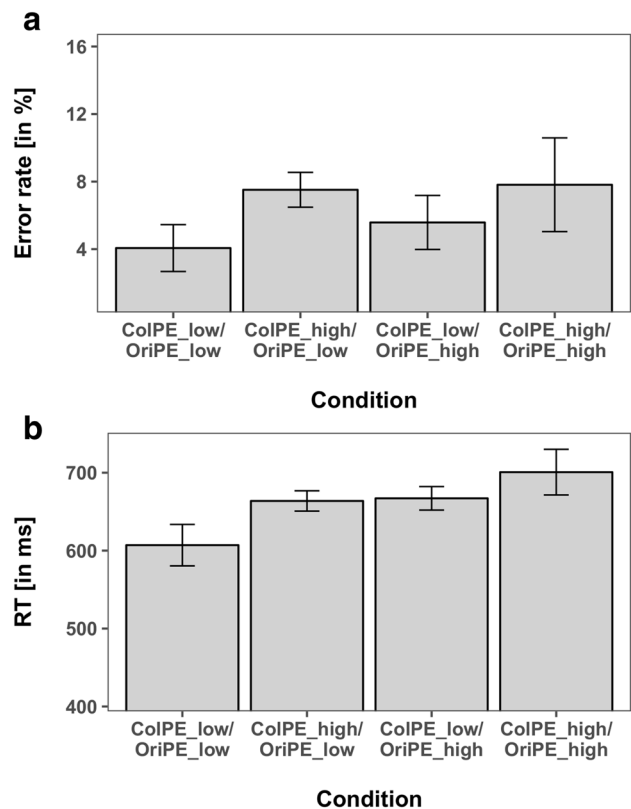 a
Error rate [in %]
16
12
8
4
ColPE_low/ ColPE_high/ ColPE_low/ ColPE_high/
OriPE_low OriPE_low OriPE_high OriPE_high
Condition
b
RT [in ms]
700
600
500
400
ColPE_low/ ColPE_high/ ColPE_low/ ColPE_high/
OriPE_low OriPE_low OriPE_high OriPE_high
Condition